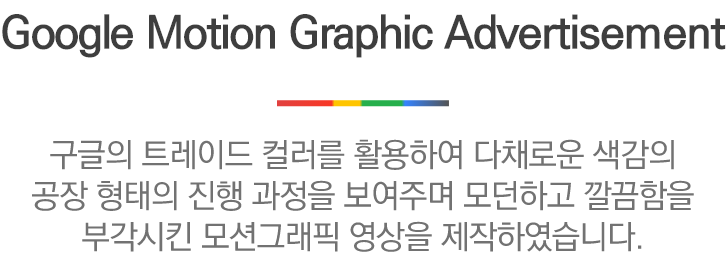 Google Motion Graphic Advertisement
구글의 트레이드 컬러를 활용하여 다채로운 색감의
공장 형태의 진행 과정을 보여주며 모던하고 깔끔함을
부각시킨 모션그래픽 영상을 제작하였습니다.